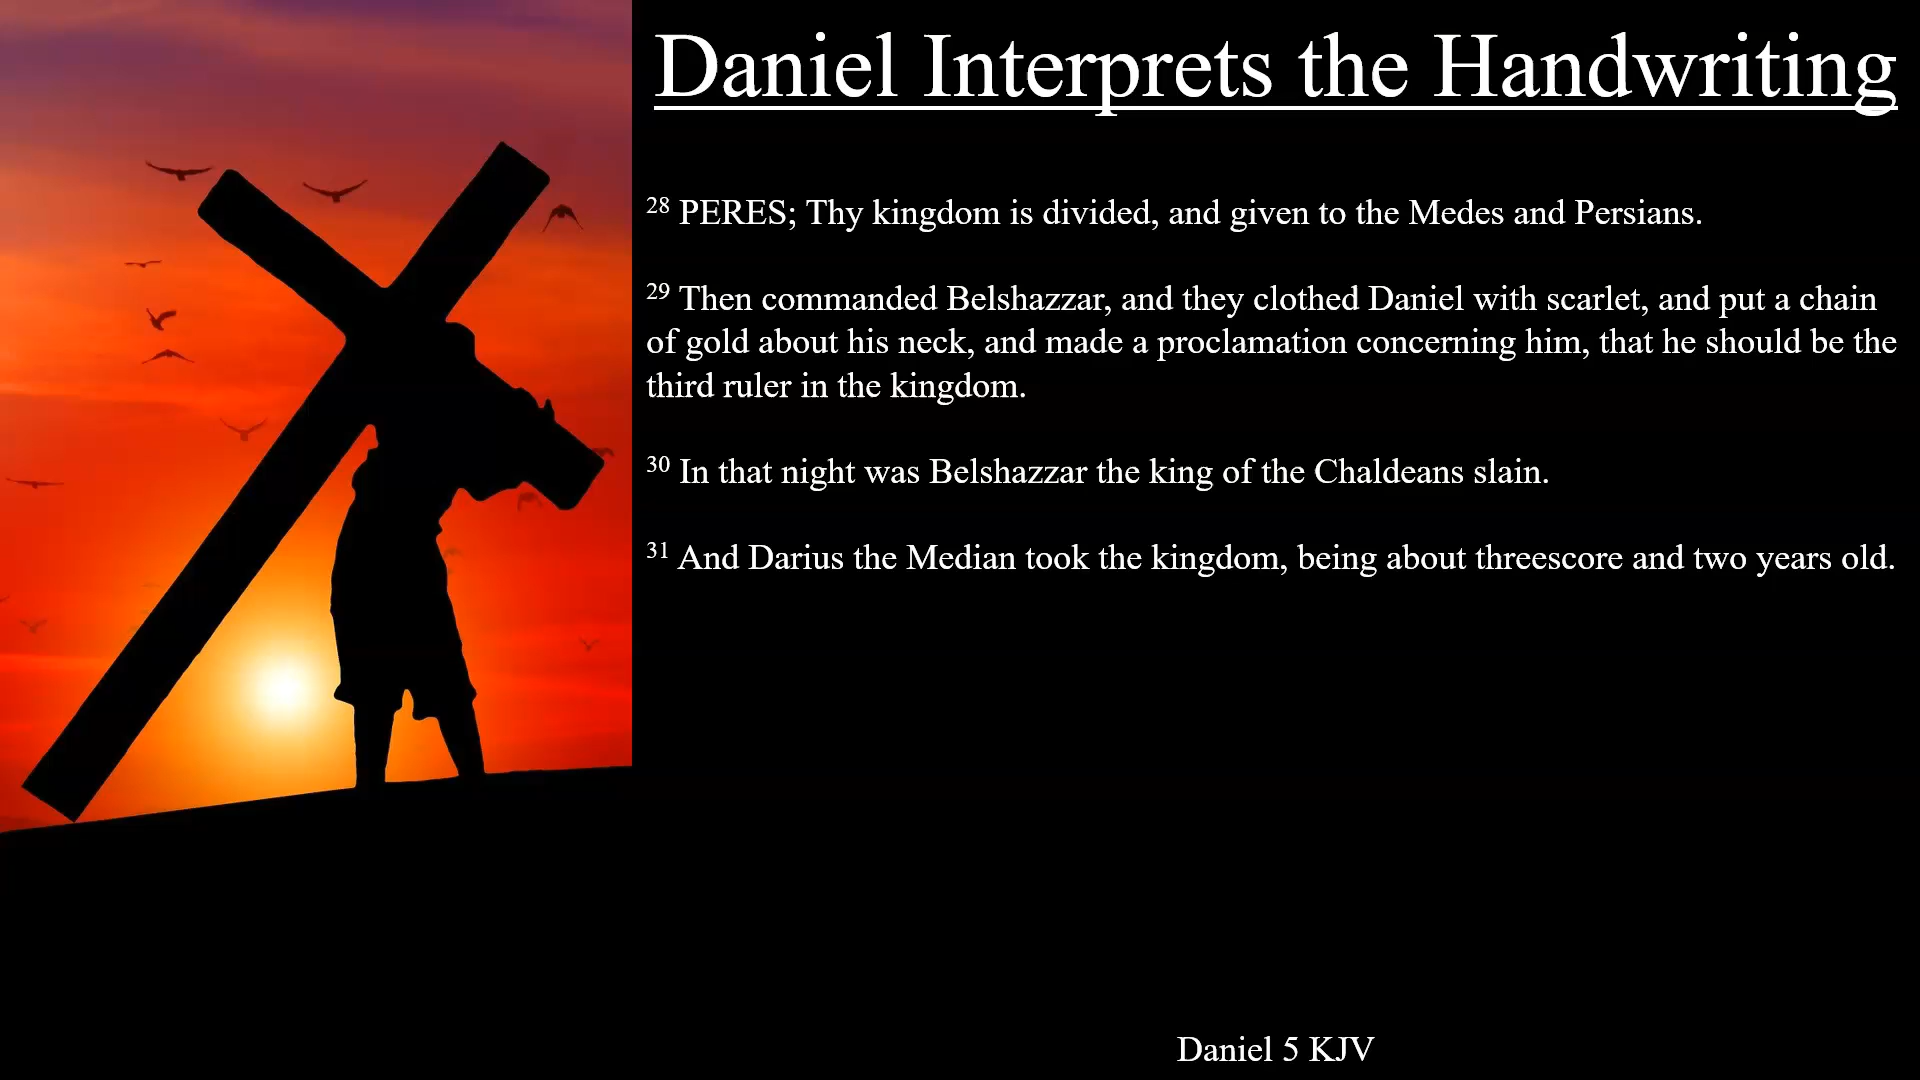 Daniel Interprets the Handwriting
28 PERES; Thy kingdom is divided, and given to the Medes and Persians.
29 Then commanded Belshazzar, and they clothed Daniel with scarlet, and put a chain
of gold about his neck, and made a proclamation concerning him, that he should be the
third ruler in the kingdom.
30 In that night was Belshazzar the king of the Chaldeans slain.
31 And Darius the Median took the kingdom, being about threescore and two years old.
Daniel 5 KJV